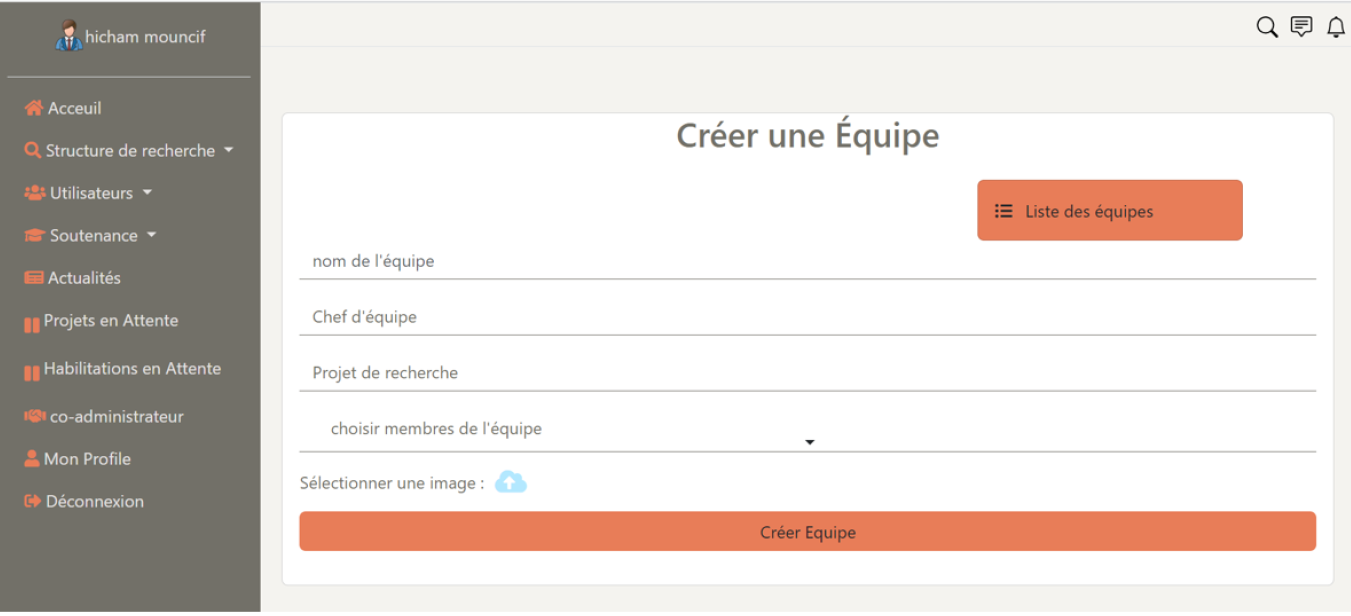 hicham mouncif
Acceuil
Structure de recherche
Utilisateurs
Soutenance
Actualités
Projets en Attente
Habilitations en Attente
co-administrateur
Mon Profile
Déconnexion
Créer une Équipe
Liste des équipes
nom de l'équipe
Chef d'équipe
Projet de recherche
choisir membres de l'équipe
Sélectionner une image :
Créer Equipe